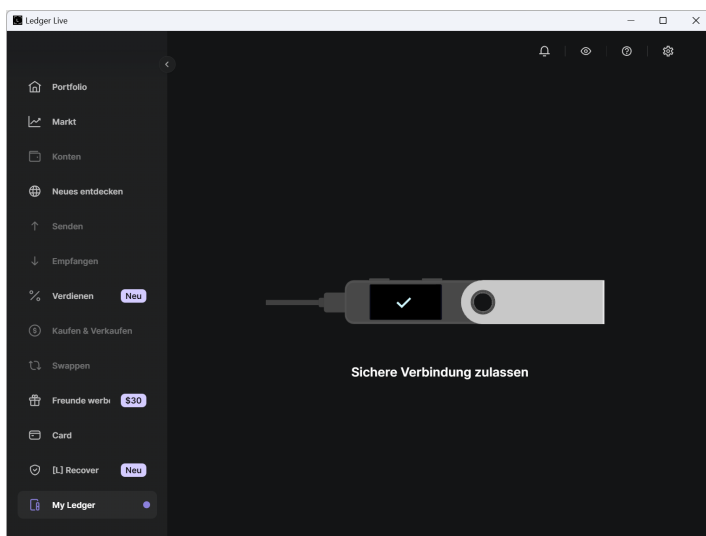 Ledger Live
Portfolio
Markt
Konten
Neues entdecken
Senden
Empfangen
Verdienen Neu
Kaufen & Verkaufen
Swappen
Freunde werbe $30
Card
[L] Recover Neu
My Ledger
Sichere Verbindung zulassen